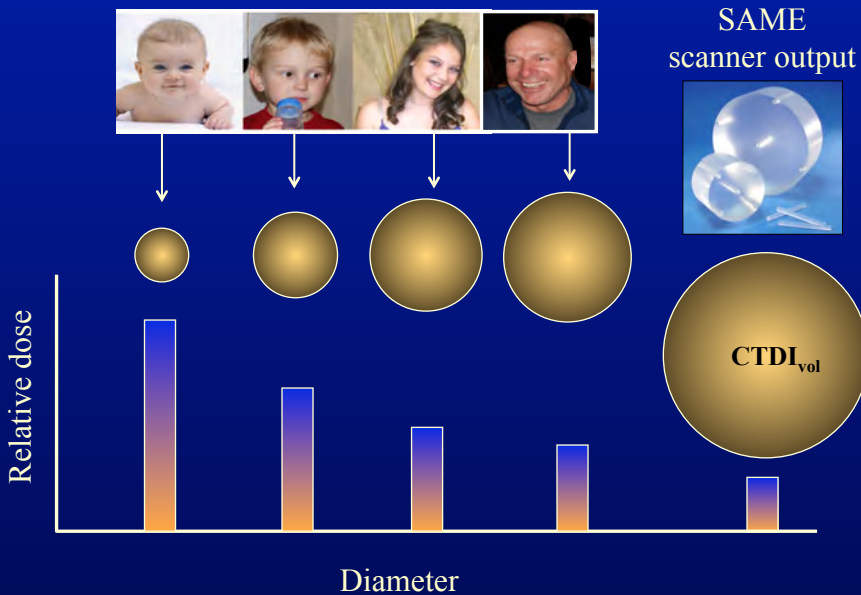 SAME
scanner output
CTDIvol
Relative dose
Diameter